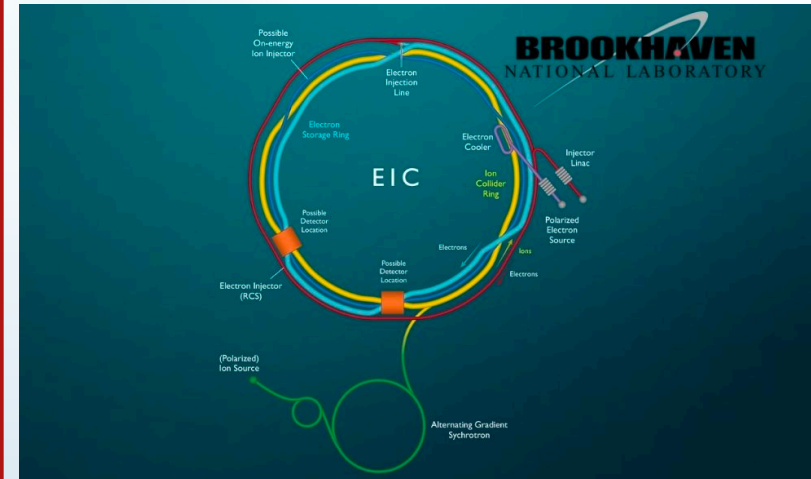 BROOKHAVEN
NATIONAL LABORATORY
Possible
On-energy
Ion Injector
Electron
Injection
Line
Electron
Storage Ring
Electron
Cooler
Injector
Linac
EIC
Ion
Collider
Ring
Polarized
Electron
Source
Possible
Detector
Location
Electrons
Ions
Possible
Detector
Location
Electrons
Electron Injector
(RCS)
(Polarized)
Ion Source
Alternating Gradient
Sychrotron